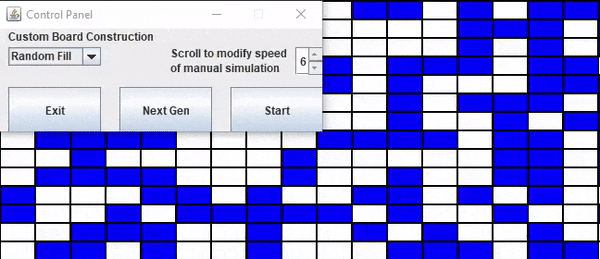 Control Panel
Custom Board Construction
Random Fill
Scroll to modify speed
of manual simulation
6
Exit
Next Gen
Start